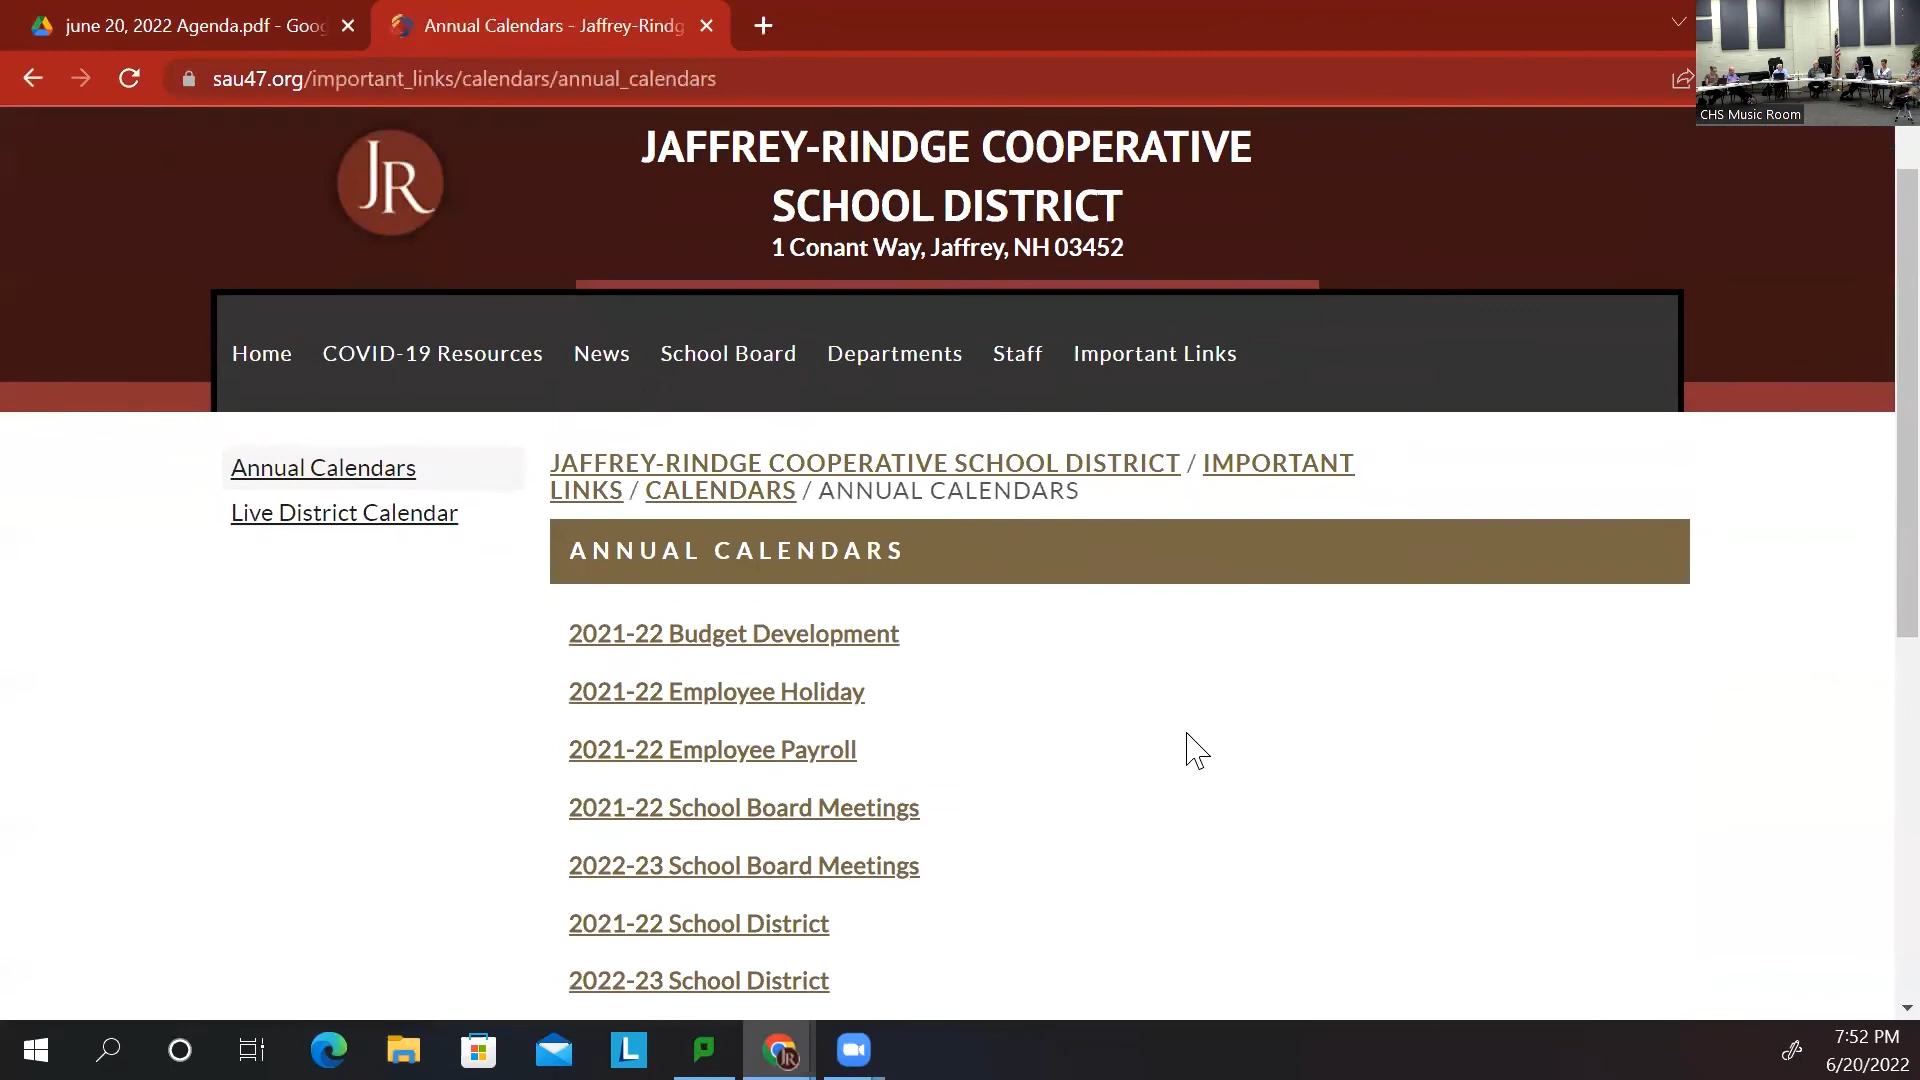 june 20, 2022 Agenda.pdf - Goo
Annual Calendars - Jaffrey-Rindg
sau47.org/important_links/calendars/annual_calendars
CHS Music Room
JR
JAFFREY-RINDGE COOPERATIVE
SCHOOL DISTRICT
1 Conant Way, Jaffrey, NH 03452
Home COVID-19 Resources News School Board Departments Staff Important Links
Annual Calendars
Live District Calendar
JAFFREY-RINDGE COOPERATIVE SCHOOL DISTRICT / IMPORTANT
LINKS / CALENDARS / ANNUAL CALENDARS
ANNUAL CALENDARS
2021-22 Budget Development
2021-22 Employee Holiday
2021-22 Employee Payroll
2021-22 School Board Meetings
2022-23 School Board Meetings
2021-22 School District
2022-23 School District
L
JR
7:52 PM
6/20/2022